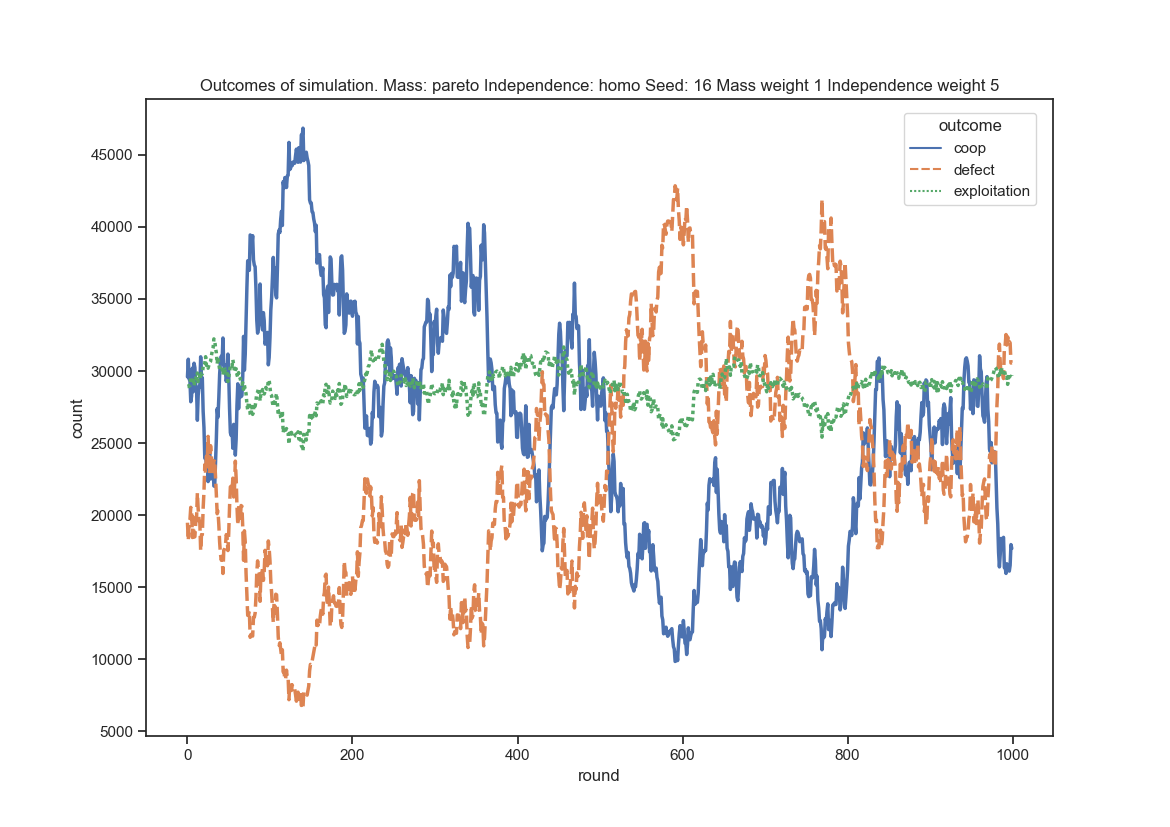 Outcomes of simulation. Mass: pareto Independence: homo Seed: 16 Mass weight 1 Independence weight 5
outcome
coop
defect
exploitation
45000
40000
35000
30000
25000
20000
15000
10000
5000
count
0 200 400 600 800 1000
round